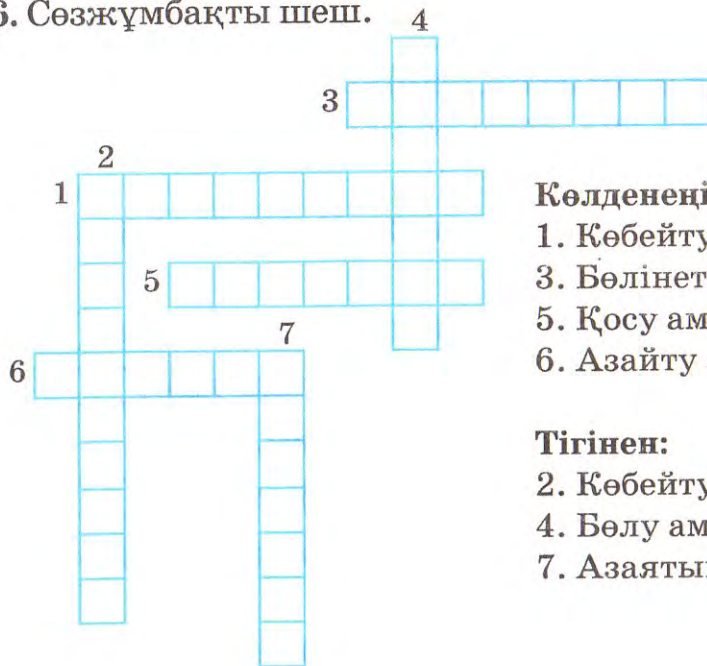 6. Сөзжұмбақты шеш.
4
3
2
1
5
7
6
1. Көбейту
3. Бөлінет
5. Қосу ам
6. Азайту
Тігінен:
2. Көбейту
4. Бөлу ам
7. Азаяты